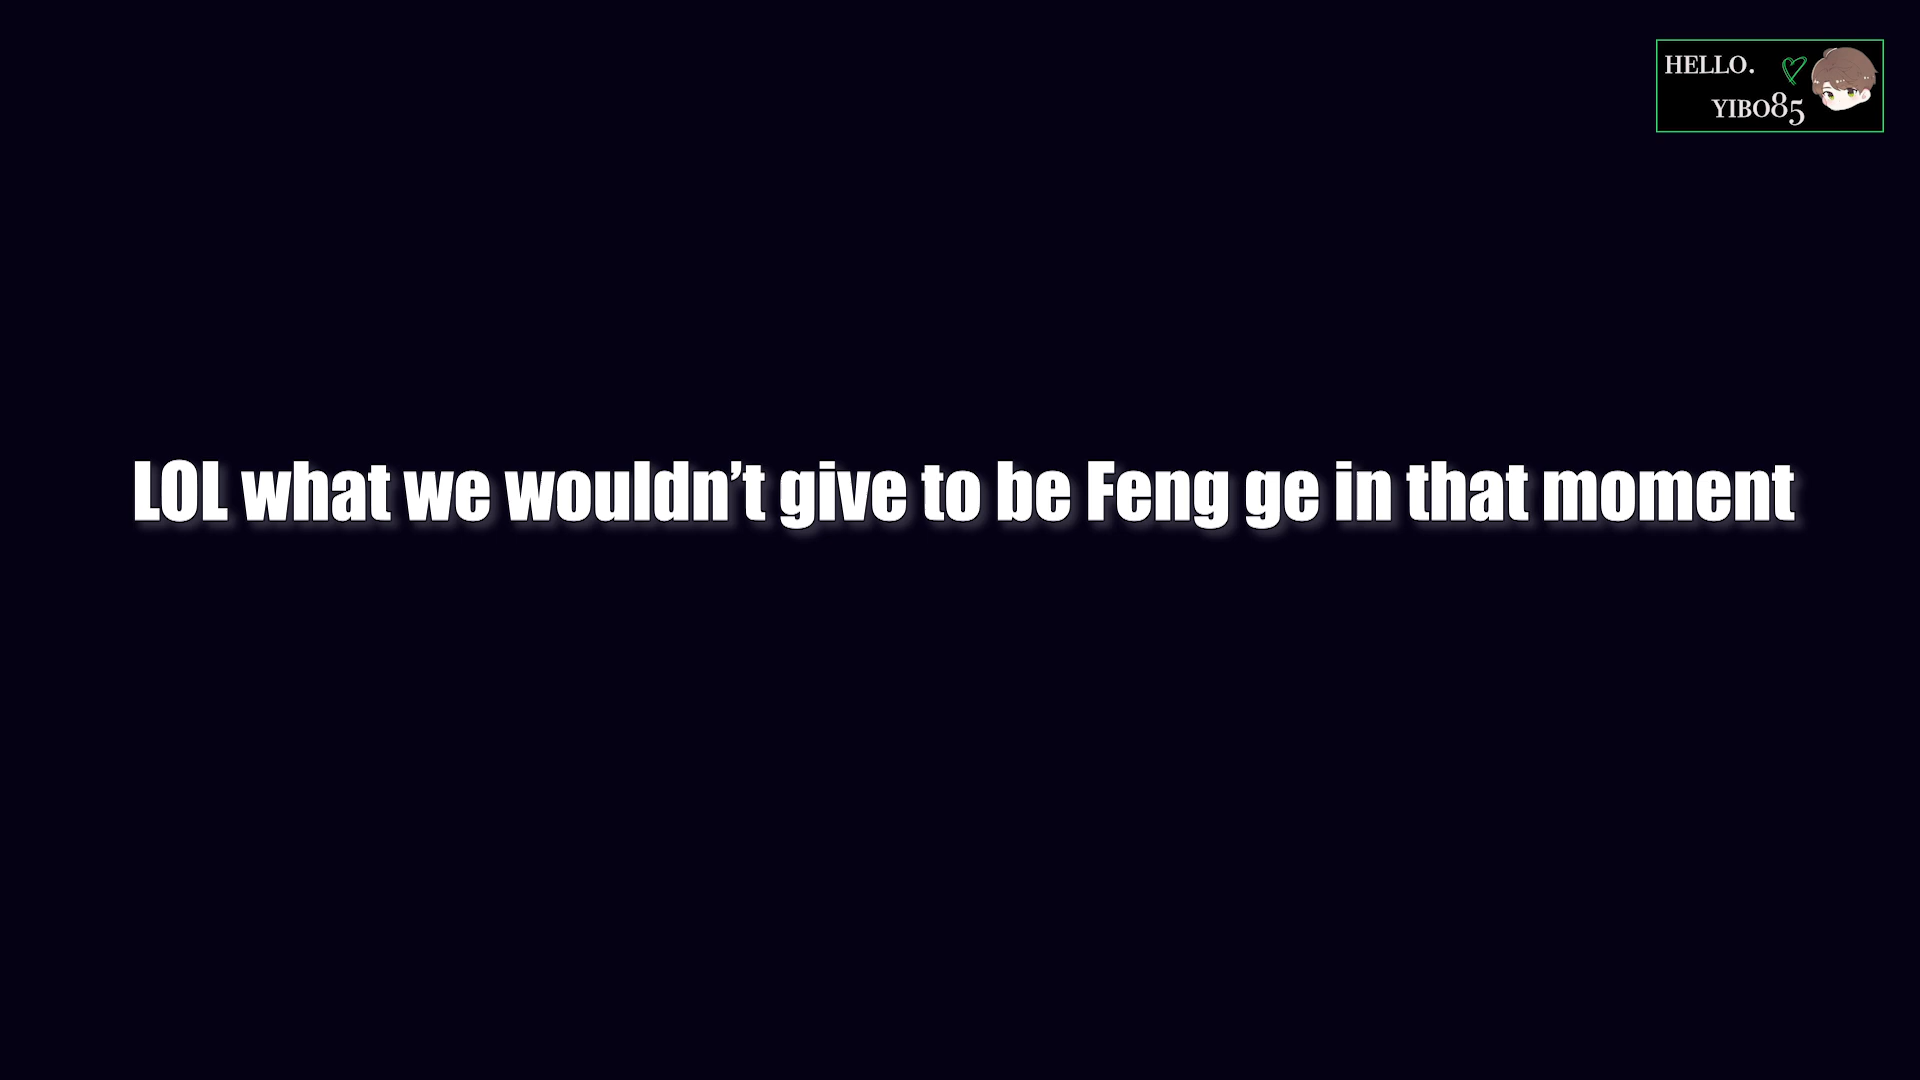 HELLO.
YIBO85
LOL what we wouldn’t give to be Feng ge in that moment